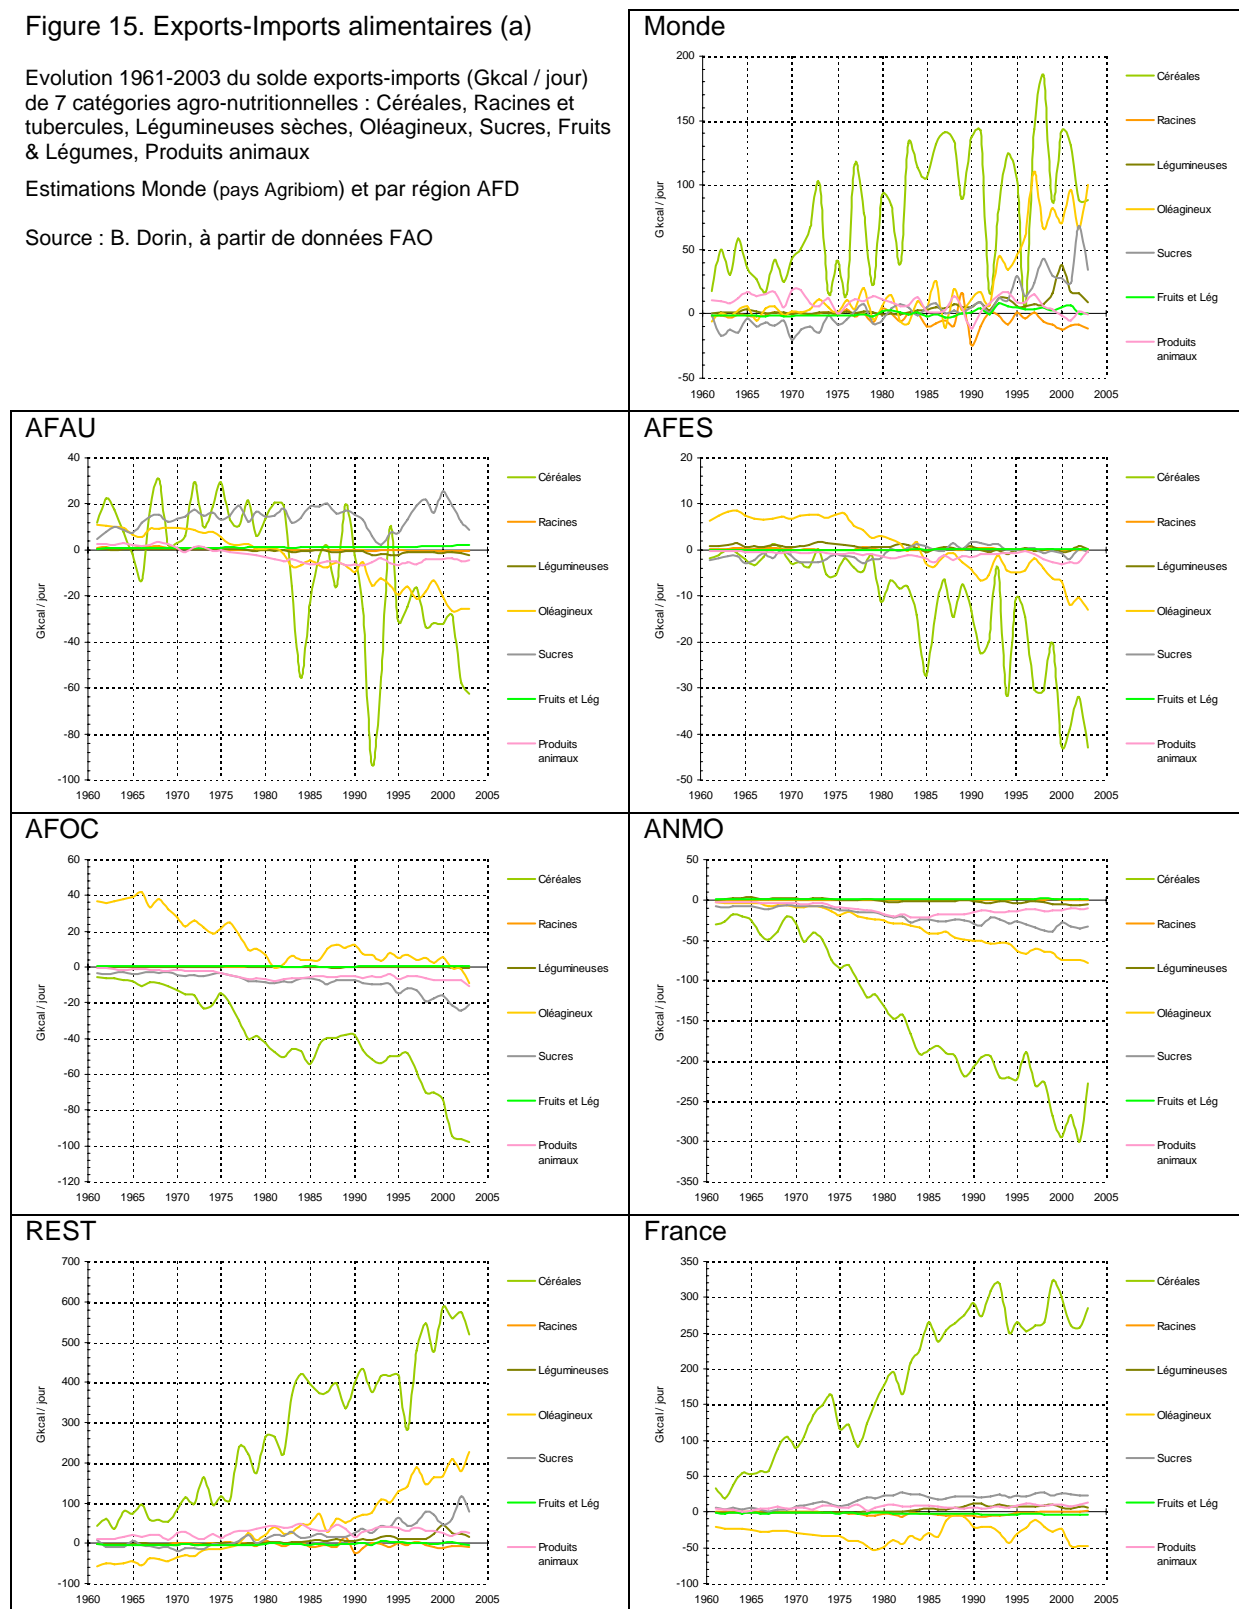 Figure 15. Exports-Imports alimentaires (a)
Evolution 1961-2003 du solde exports-imports (Gkcal / jour)
de 7 catégories agro-nutritionnelles : Céréales, Racines et
tubercules, Légumineuses sèches, Oléagineux, Sucres, Fruits
& Légumes, Produits animaux
Estimations Monde (pays Agribiom) et par région AFD
Source : B. Dorin, à partir de données FAO
Monde
200
150
100
50
0
-50
Gkcal / jour
1960 1965 1970 1975 1980 1985 1990 1995 2000 2005
Céréales
Racines
Légumineuses
Oléagineux
Sucres
Fruits et Lég
Produits
animaux
AFAU
40
20
0
-20
-40
-60
-80
-100
Gkcal / jour
1960 1965 1970 1975 1980 1985 1990 1995 2000 2005
Céréales
Racines
Légumineuses
Oléagineux
Sucres
Fruits et Lég
Produits
animaux
AFES
20
10
0
-10
-20
-30
-40
-50
Gkcal / jour
1960 1965 1970 1975 1980 1985 1990 1995 2000 2005
Céréales
Racines
Légumineuses
Oléagineux
Sucres
Fruits et Lég
Produits
animaux
AFOC
60
40
20
0
-20
-40
-60
-80
-100
-120
Gkcal / jour
1960 1965 1970 1975 1980 1985 1990 1995 2000 2005
Céréales
Racines
Légumineuses
Oléagineux
Sucres
Fruits et Lég
Produits
animaux
ANMO
50
0
-50
-100
-150
-200
-250
-300
-350
Gkcal / jour
1960 1965 1970 1975 1980 1985 1990 1995 2000 2005
Céréales
Racines
Légumineuses
Oléagineux
Sucres
Fruits et Lég
Produits
animaux
REST
700
600
500
400
300
200
100
0
-100
Gkcal / jour
1960 1965 1970 1975 1980 1985 1990 1995 2000 2005
Céréales
Racines
Légumineuses
Oléagineux
Sucres
Fruits et Lég
Produits
animaux
France
350
300
250
200
150
100
50
0
-50
-100
Gkcal / jour
1960 1965 1970 1975 1980 1985 1990 1995 2000 2005
Céréales
Racines
Légumineuses
Oléagineux
Sucres
Fruits et Lég
Produits
animaux